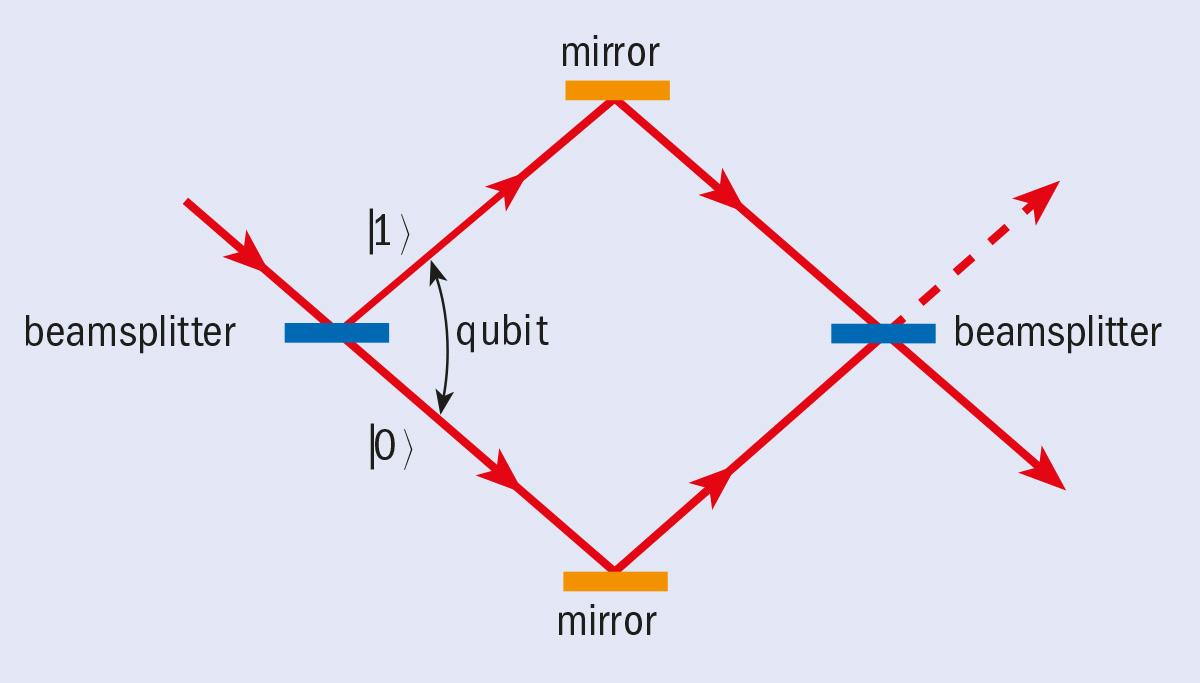 mirror
|1⟩
beamsplitter
qubit
beamsplitter
|0⟩
mirror